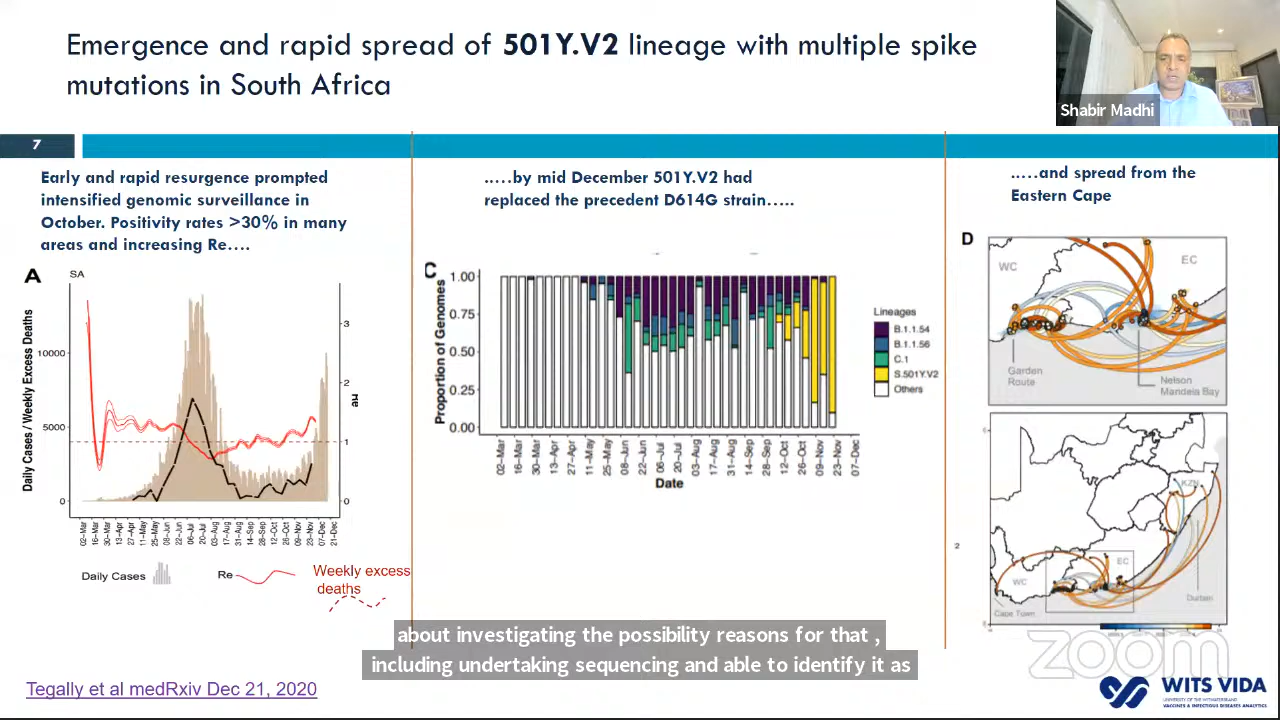 Emergence and rapid spread of 501Y.V2 lineage with multiple spike
mutations in South Africa
Shabir Madhi
7
Early and rapid resurgence prompted
intensified genomic surveillance in
October. Positivity rates >30% in many
areas and increasing Re….
…..by mid December 501Y.V2 had
replaced the precedent D614G strain…..
…..and spread from the
Eastern Cape
A
SA
Daily Cases / Weekly Excess Deaths
10000
5000
0
3
2
1
0
Re
02-Mar
16-Mar
30-Mar
13-Apr
27-Apr
11-May
25-May
08-Jun
22-Jun
06-Jul
20-Jul
03-Aug
17-Aug
31-Aug
14-Sep
28-Sep
12-Oct
26-Oct
09-Nov
23-Nov
07-Dec
21-Dec
Daily Cases
Re
Weekly excess
deaths
C
Proportion of Genomes
1.00
0.75
0.50
0.25
0.00
02-Mar
16-Mar
30-Mar
13-Apr
27-Apr
11-May
25-May
08-Jun
22-Jun
06-Jul
20-Jul
03-Aug
17-Aug
31-Aug
14-Sep
28-Sep
12-Oct
26-Oct
09-Nov
23-Nov
07-Dec
Date
Lineages
B.1.1.54
B.1.1.56
C.1
S.501Y.V2
Others
D
WC
EC
Garden
Route
Nelson
Mandela Bay
KZN
EC
WC
Durban
Cape Town
2
about investigating the possibility reasons for that ,
including undertaking sequencing and able to identify it as
zoom
Tegally et al medRxiv Dec 21, 2020
WITS VIDA
UNIVERSITY OF THE WITWATERSRAND
VACCINES & INFECTIOUS DISEASES ANALYTICS